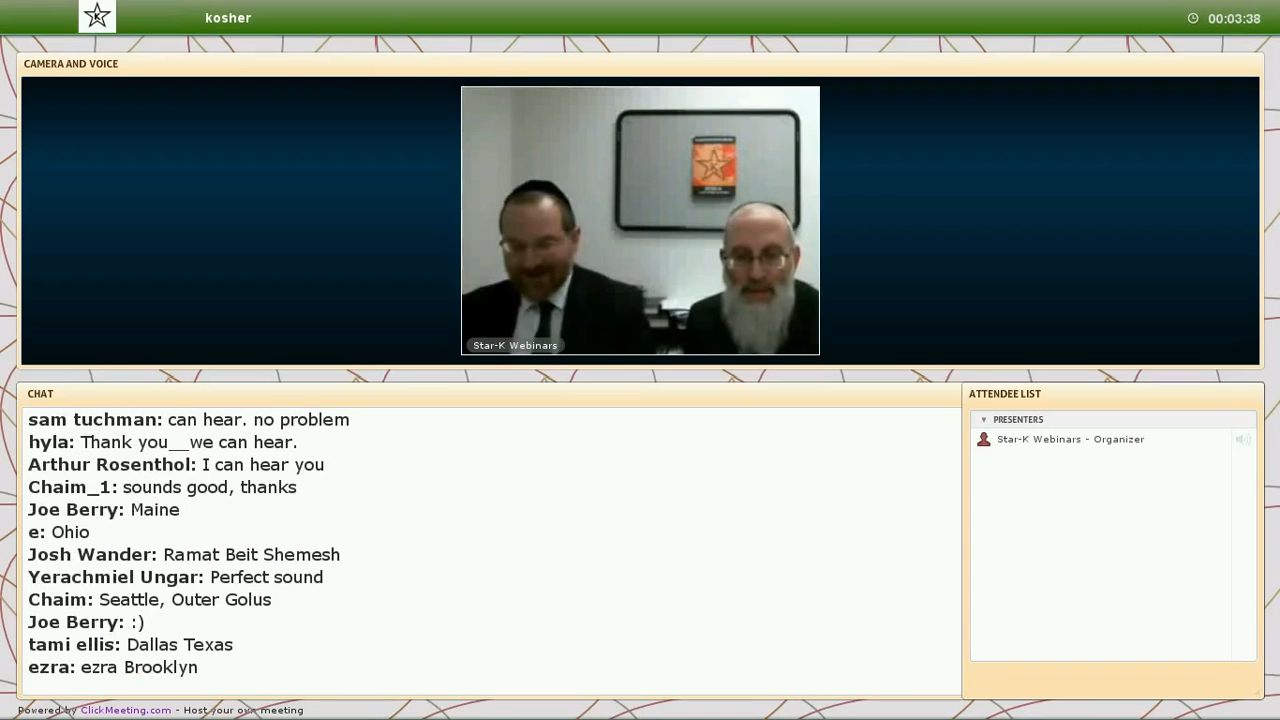 kosher
00:03:38
CAMERA AND VOICE
K
Star-K Webinars
CHAT
sam tuchman: can hear. no problem
hyla: Thank you__we can hear.
Arthur Rosenthol: I can hear you
Chaim_1: sounds good, thanks
Joe Berry: Maine
e: Ohio
Josh Wander: Ramat Beit Shemesh
Yerachmiel Ungar: Perfect sound
Chaim: Seattle, Outer Golus
Joe Berry: :)
tami ellis: Dallas Texas
ezra: ezra Brooklyn
ATTENDEE LIST
PRESENTERS
Star-K Webinars - Organizer
Powered by ClickMeeting.com - Host your own meeting